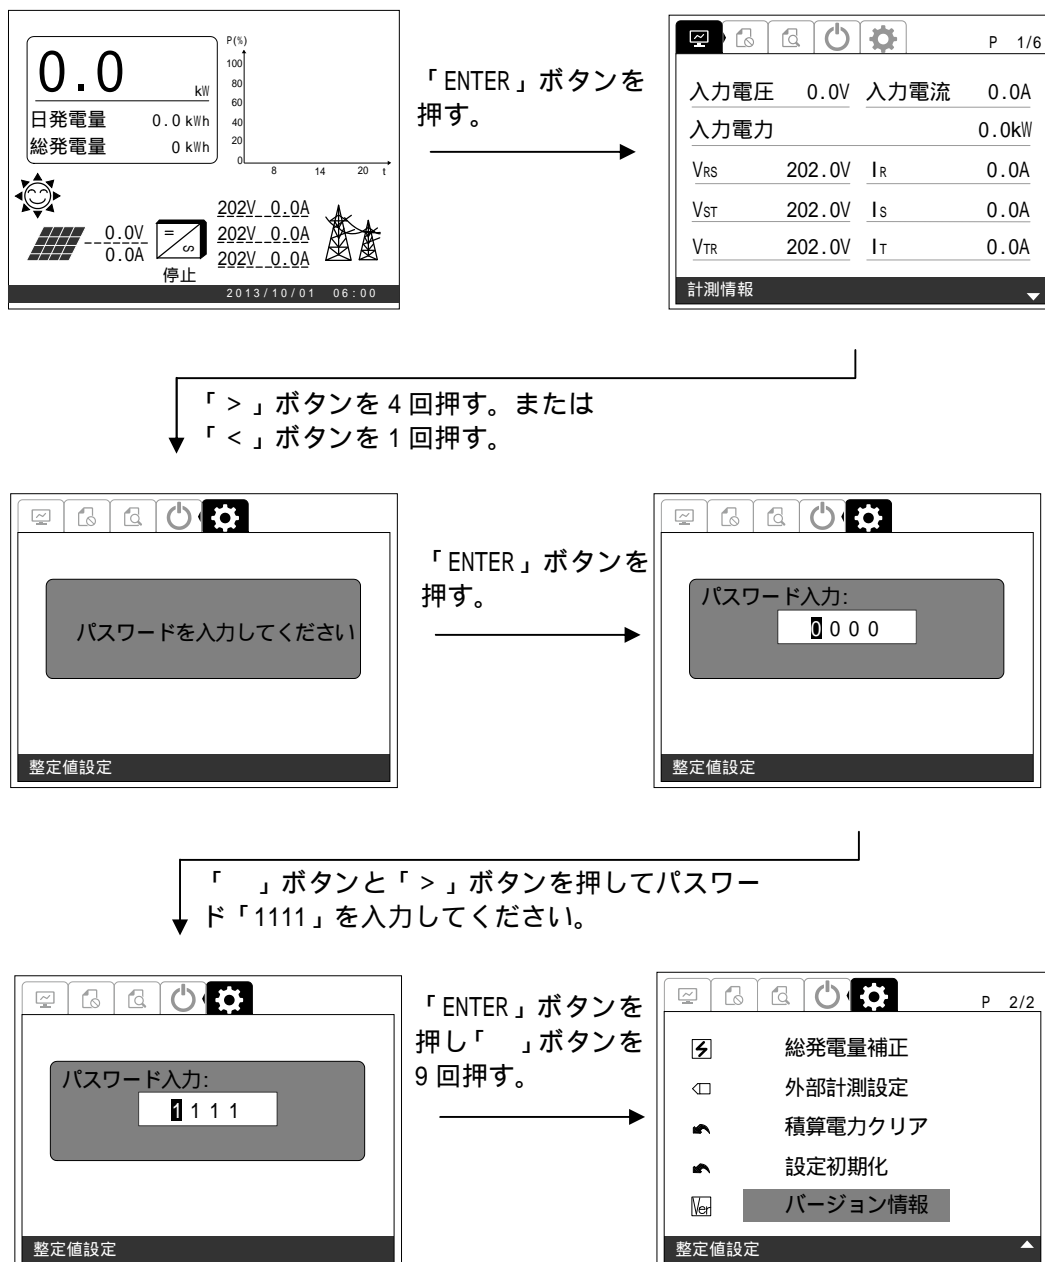 0.0 kW
日発電量 0.0 kWh
総発電量 0 kWh
P(%)
100
80
60
40
20
0
8 14 20 t
0.0V
0.0A
停止
202V 0.0A
202V 0.0A
202V 0.0A
2013/10/01 06:00
「ENTER」ボタンを
押す。
P 1/6
入力電圧 0.0V 入力電流 0.0A
入力電力 0.0kW
VRS 202.0V IR 0.0A
VST 202.0V IS 0.0A
VTR 202.0V IT 0.0A
計測情報
「>」ボタンを4回押す。または
「<」ボタンを1回押す。
パスワードを入力してください
整定値設定
「ENTER」ボタンを
押す。
パスワード入力:
0000
整定値設定
「 」ボタンと「>」ボタンを押してパスワー
ド「1111」を入力してください。
パスワード入力:
1111
整定値設定
「ENTER」ボタンを
押し「 」ボタンを
9回押す。
P 2/2
総発電量補正
外部計測設定
積算電力クリア
設定初期化
Ver バージョン情報
整定値設定